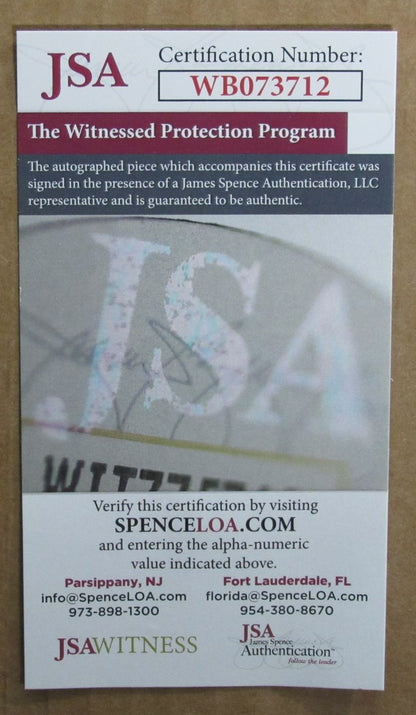 JSA
Certification Number:
WB073712
The Witnessed Protection Program
The autographed piece which accompanies this certificate was
signed in the presence of a James Spence Authentication, LLC
representative and is guaranteed to be authentic.
JSA
Verify this certification by visiting
SPENCELOA.COM
and entering the alpha-numeric
value indicated above.
Parsippany, NJ
info@SpenceLOA.com
973-898-1300
Fort Lauderdale, FL
florida@SpenceLOA.com
954-380-8670
JSAWITNESS
JSA
James Spence
Authentication
follow the leader